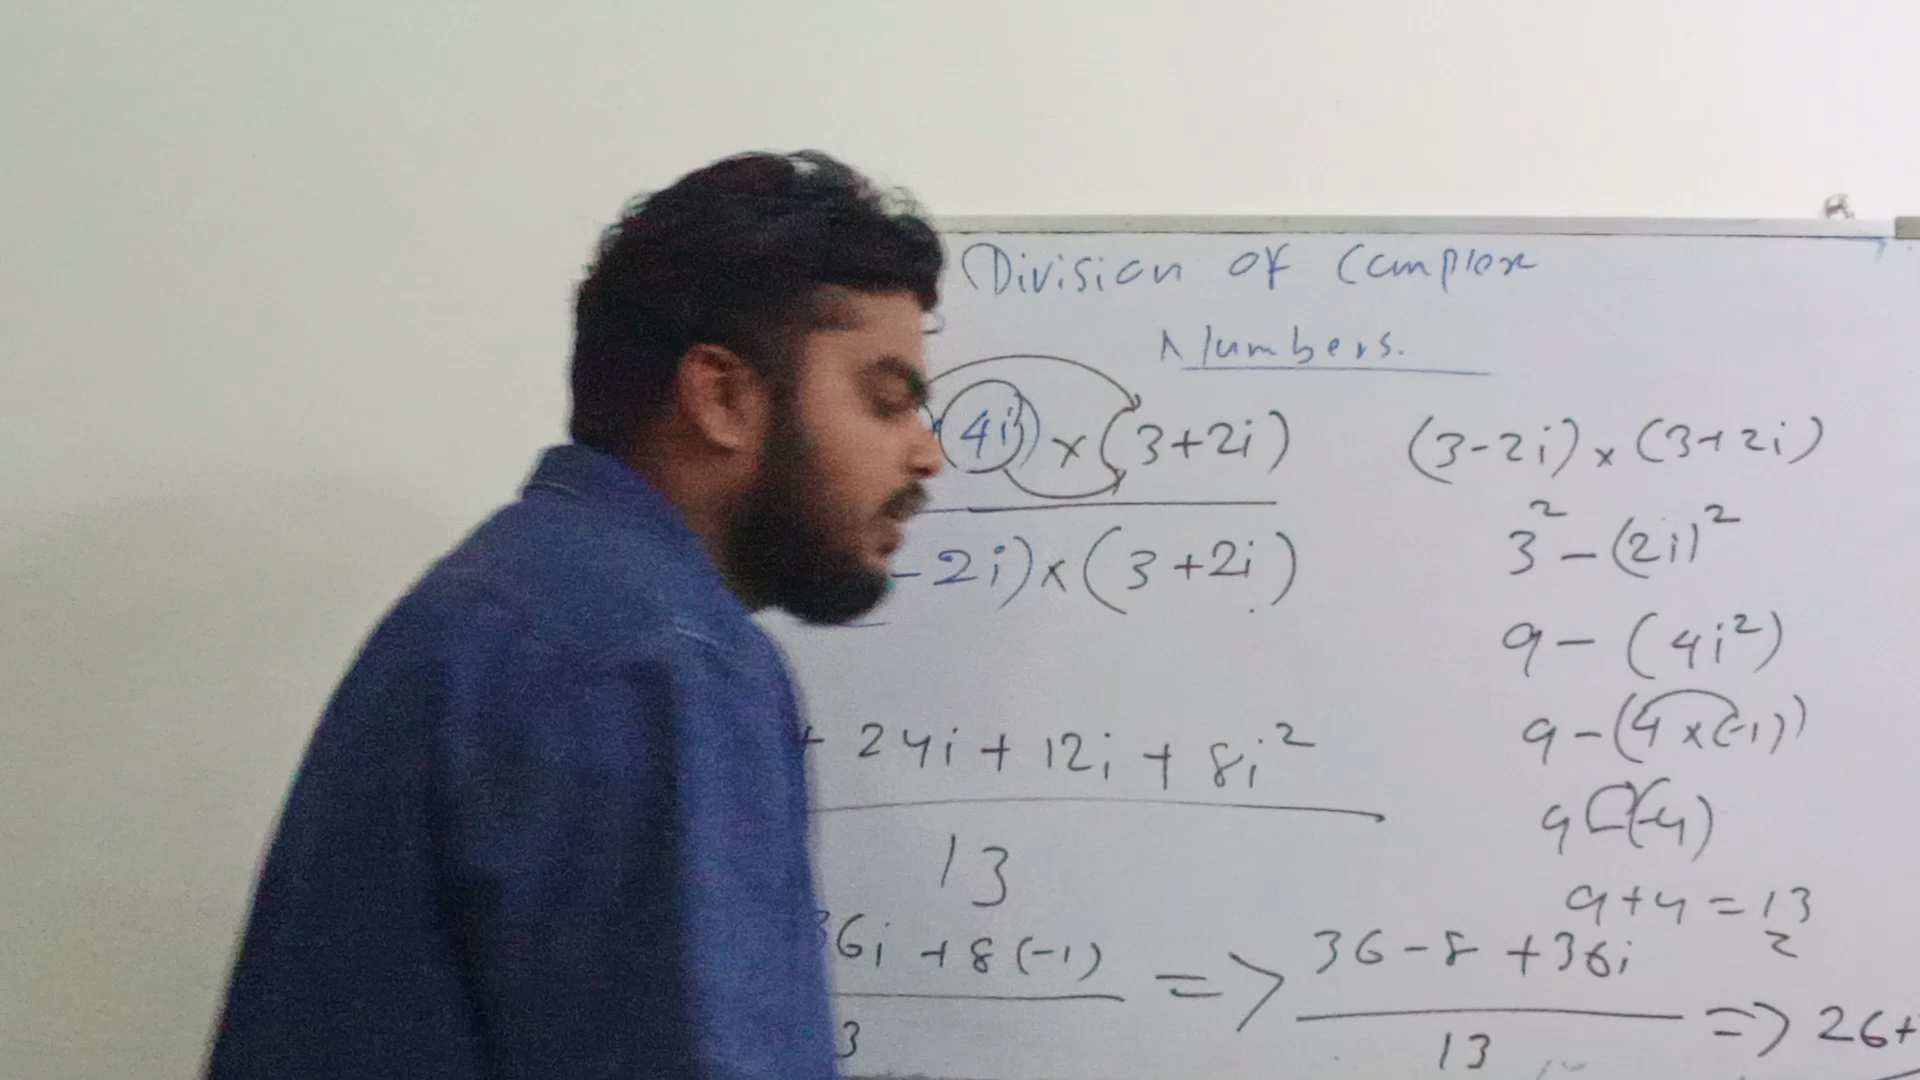 Division of Complex
Numbers.
4i) × (3+2i)
-2i) × (3+2i)
+ 24i + 12i + 8i²
13
36i + 8(-1)
3
=> 36-8+36i
13
=> 26+
(3-2i) × (3+2i)
3² - (2i)²
9 - (4i²)
9 - (4×(-1))
9 - (-4)
9+4 = 13